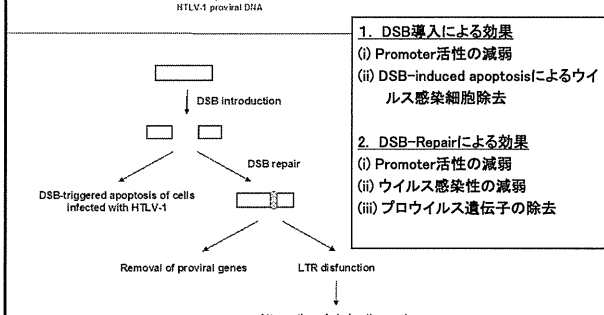 HTLV-1 proviral DNA
DSB introduction
DSB repair
DSB-triggered apoptosis of cells
infected with HTLV-1
Removal of proviral genes
LTR disfunction
1. DSB導入による効果
(i) Promoter活性の減弱
(ii) DSB-induced apoptosisによるウイ
ルス感染細胞除去
2. DSB-Repairによる効果
(i) Promoter活性の減弱
(ii) ウイルス感染性の減弱
(iii) プロウイルス遺伝子の除去